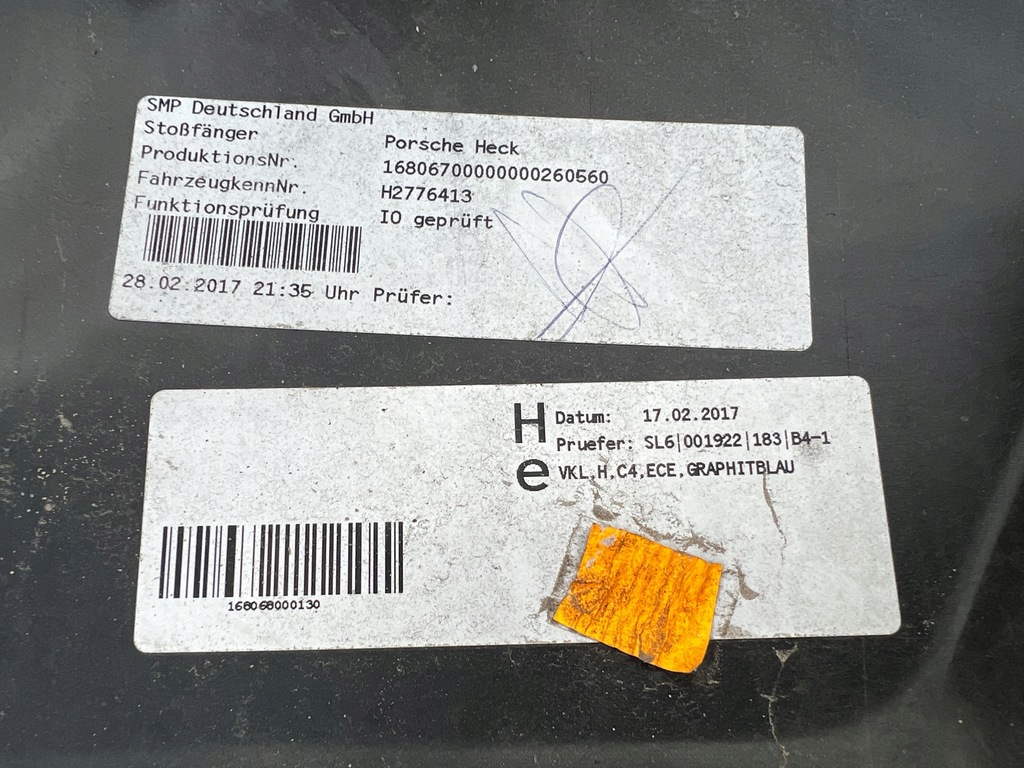 SMP Deutschland GmbH
Stoßfänger Porsche Heck
ProduktionsNr. 16806700000000260560
FahrzeugkennNr. H2776413
Funktionsprüfung IO geprüft
28.02.2017 21:35 Uhr Prüfer:
H Datum: 17.02.2017
Pruefer: SL6|001922|183|B4-1
e VKL,H,C4,ECE,GRAPHITBLAU
168068000130